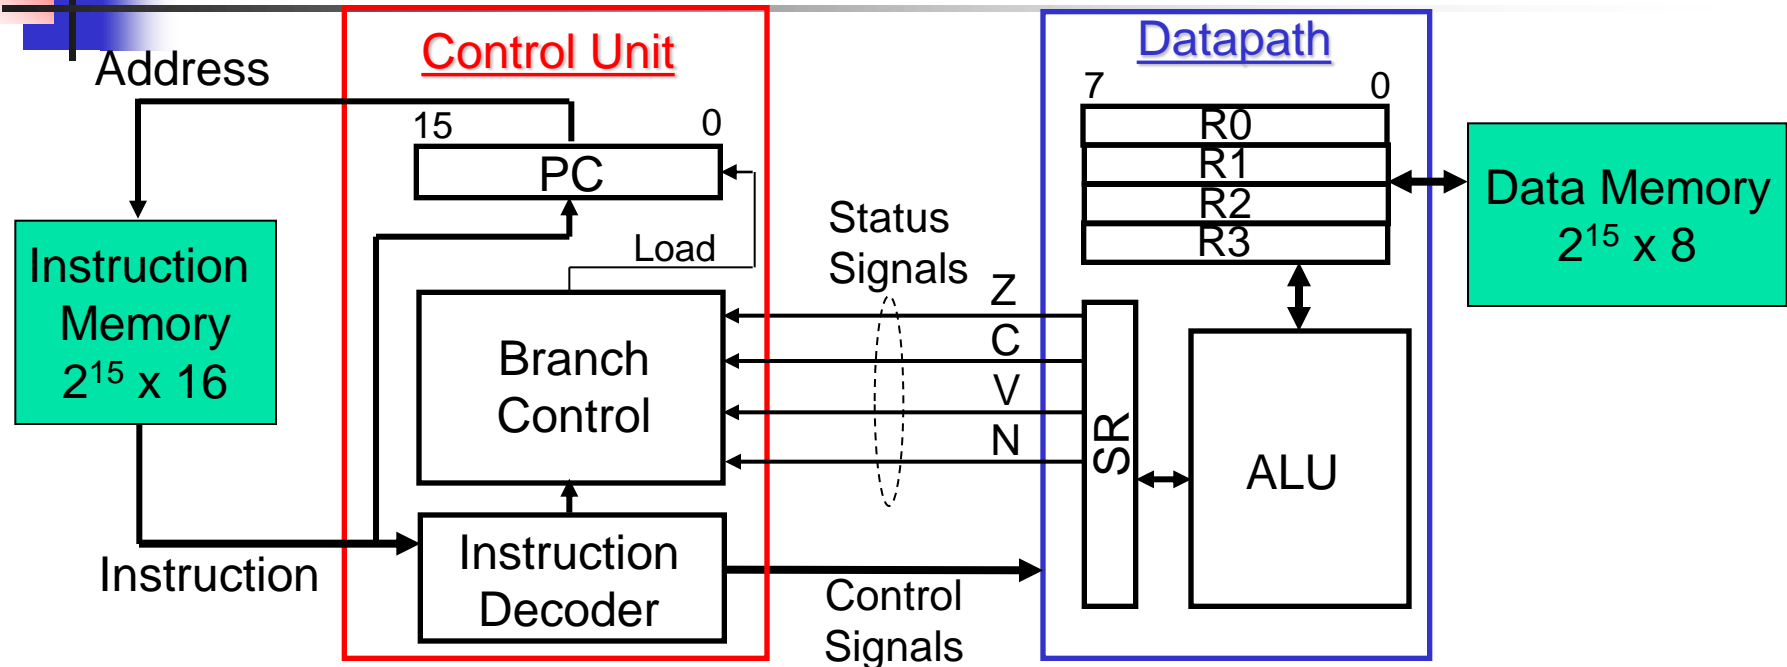 Control Unit
Datapath
Address
15
0
PC
7
0
R0
R1
R2
R3
Data Memory
2¹⁵ x 8
Instruction
Memory
2¹⁵ x 16
Load
Status
Signals
Z
C
V
N
Branch
Control
SR
ALU
Instruction
Instruction
Decoder
Control
Signals